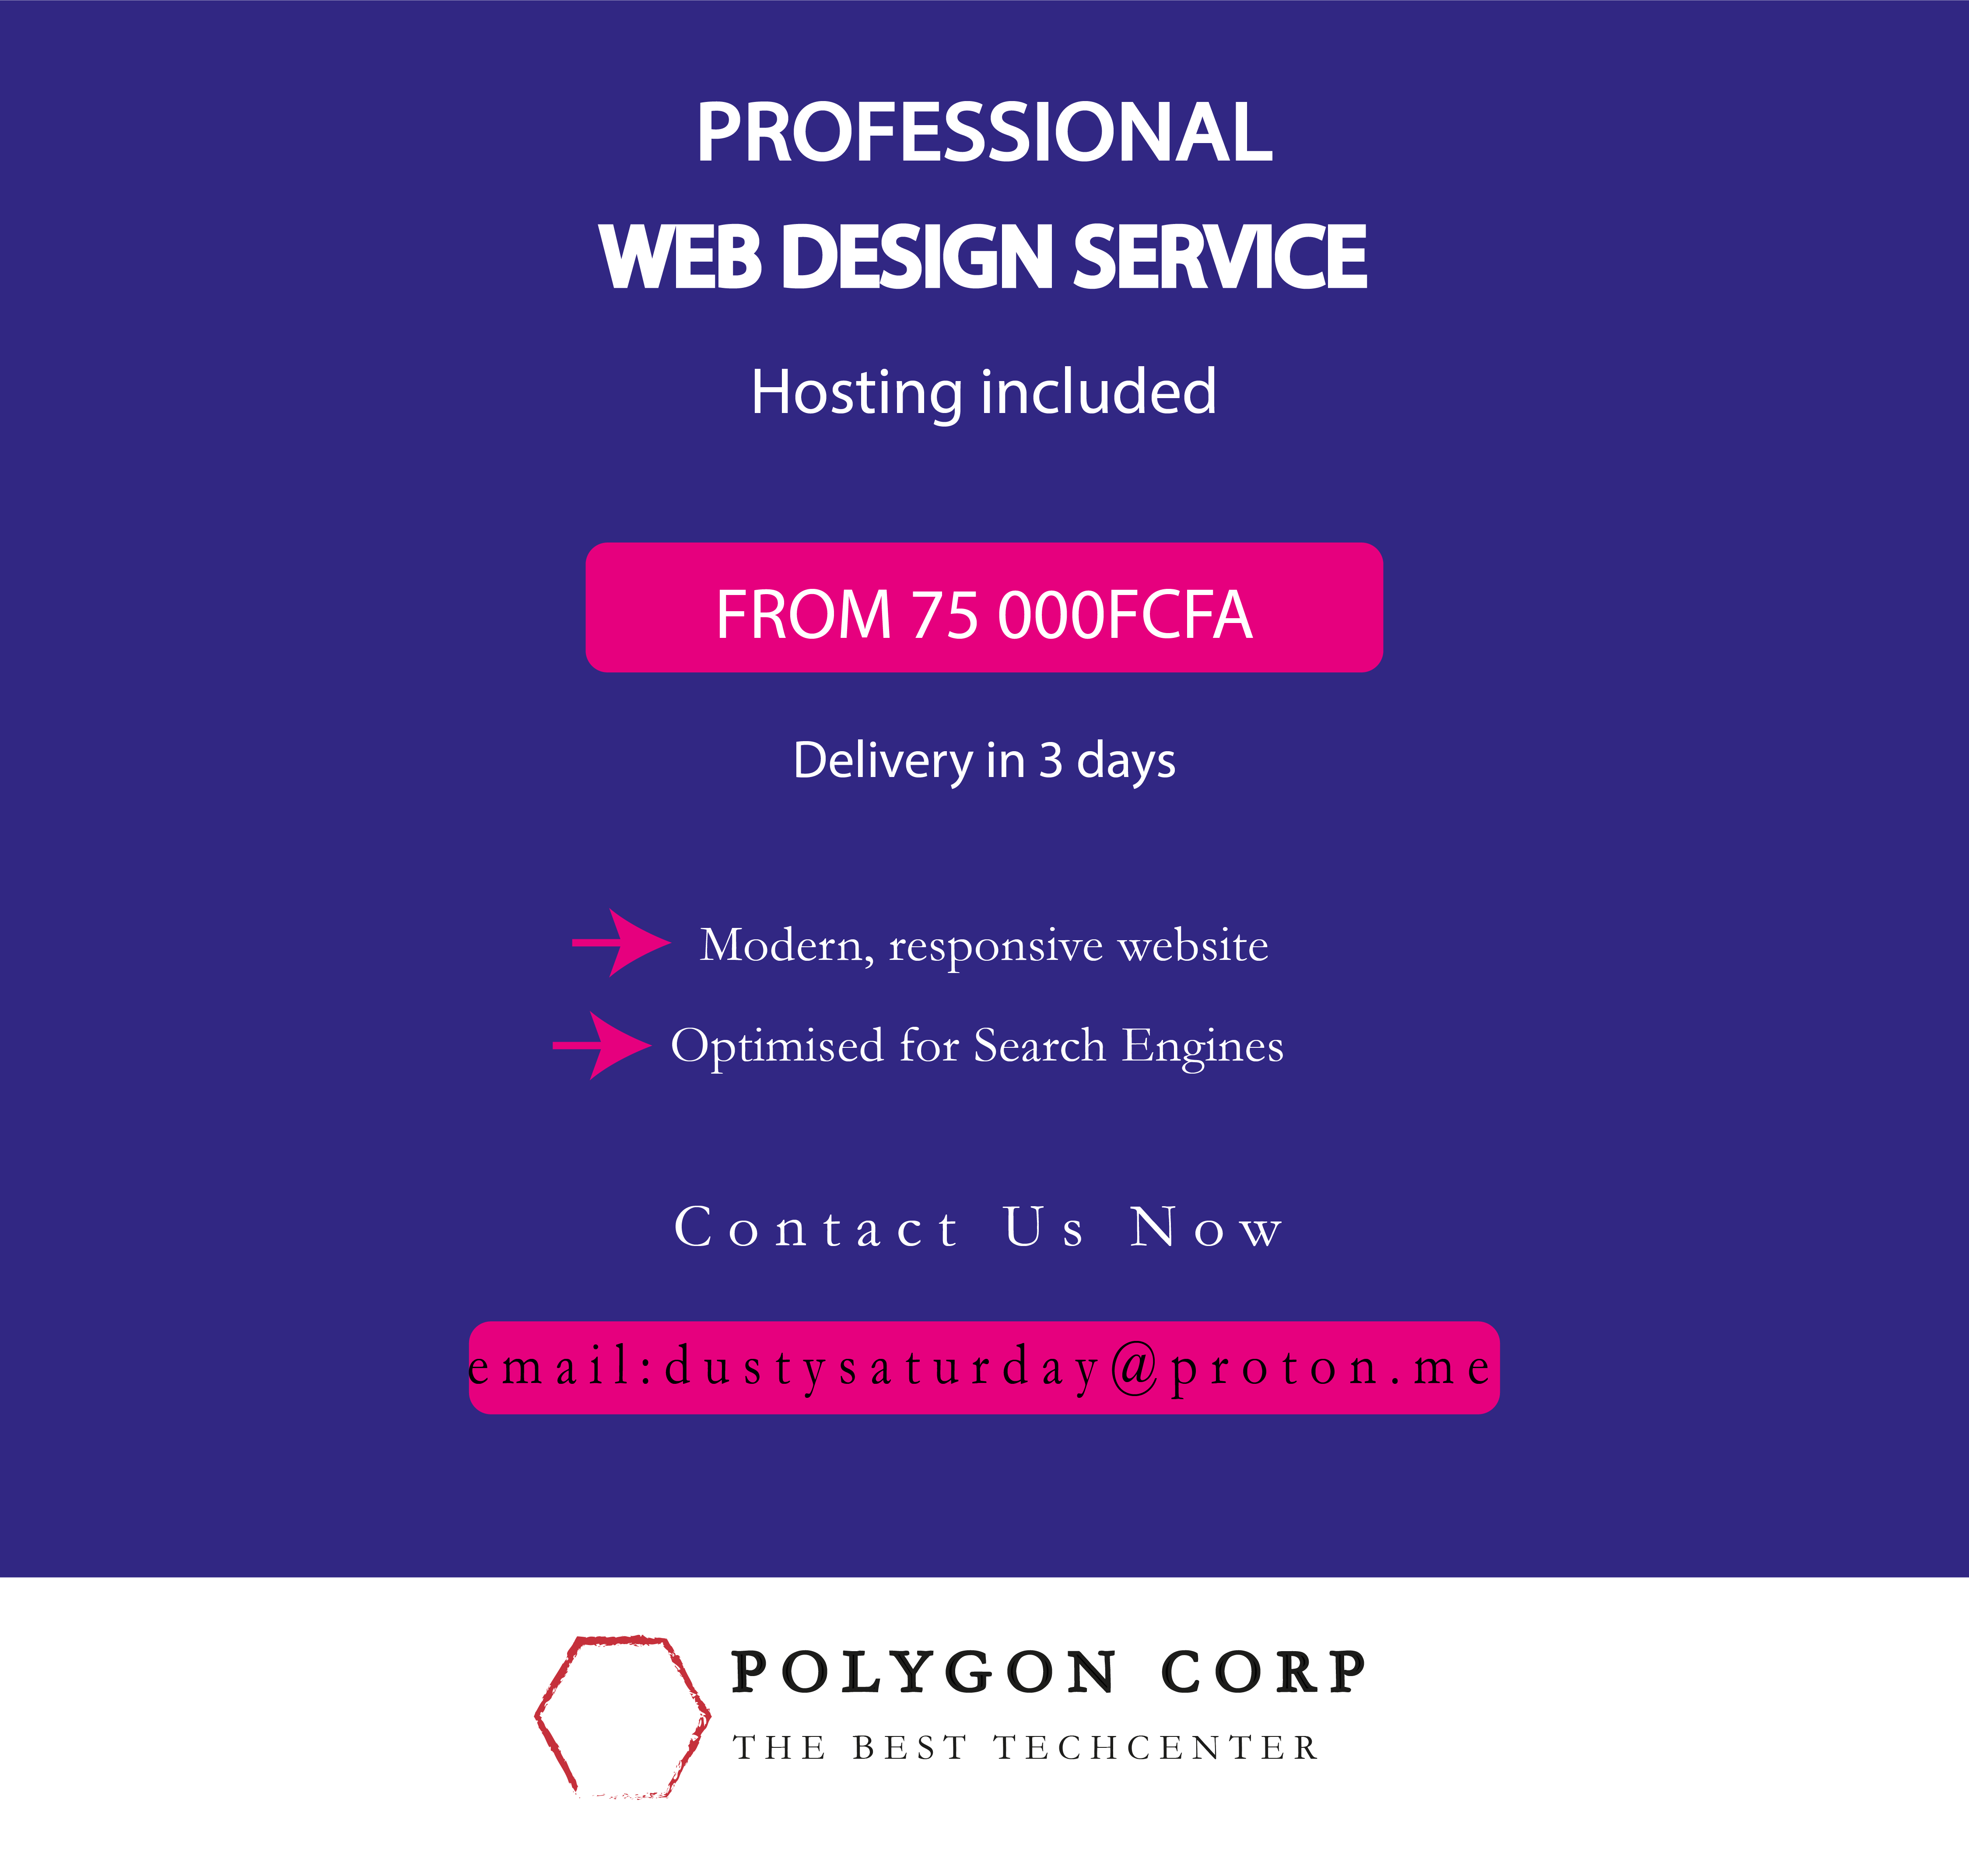 PROFESSIONAL
WEB DESIGN SERVICE
Hosting included
FROM 75 000FCFA
Delivery in 3 days
Modern, responsive website
Optimised for Search Engines
Contact Us Now
email:dustysaturday@proton.me
POLYGON CORP
THE BEST TECHCENTER